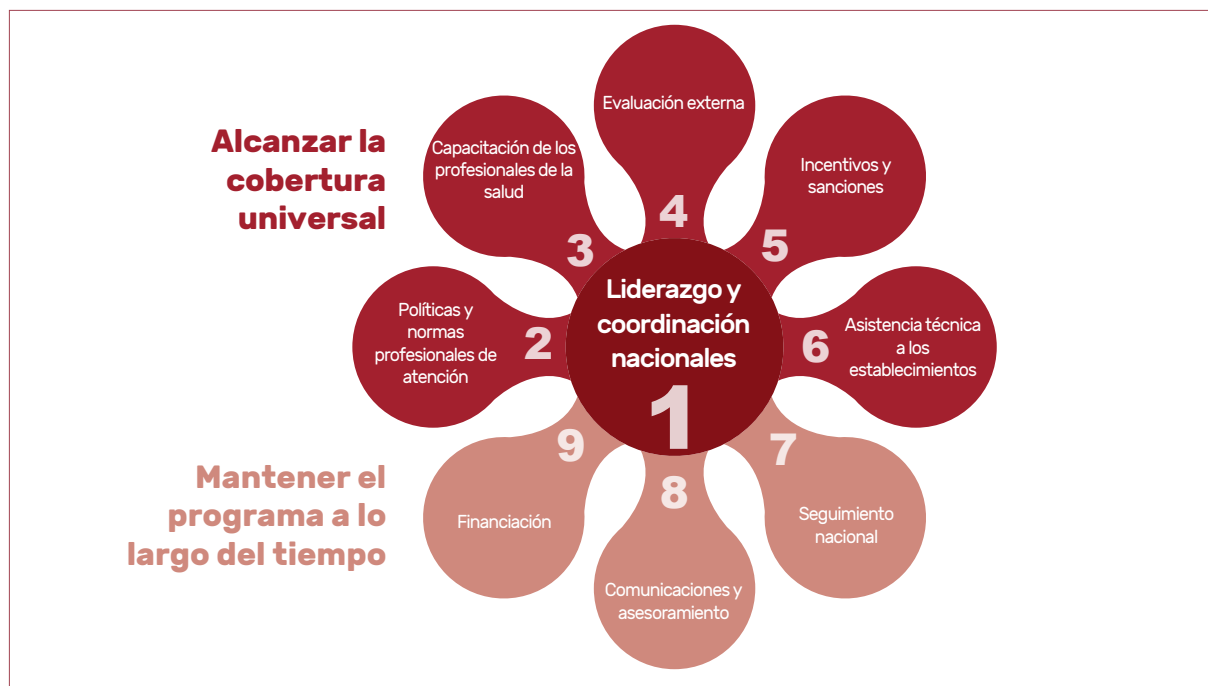 Alcanzar la
cobertura
universal
Liderazgo y
coordinación
nacionales
1
Políticas y
normas
profesionales de
atención
2
Capacitación de los
profesionales de la
salud
3
Evaluación externa
4
Incentivos y
sanciones
5
Asistencia técnica
a los
establecimientos
6
Mantener el
programa a lo
largo del tiempo
7
Seguimiento
nacional
8
Comunicaciones y
asesoramiento
9
Financiación